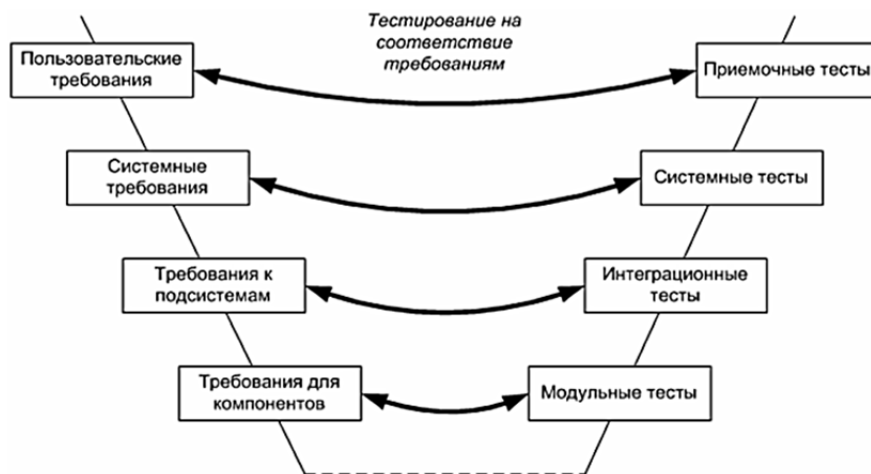 Тестирование на
соответствие
требованиям
Пользовательские
требования
Приемочные тесты
Системные
требования
Системные тесты
Требования к
подсистемам
Интеграционные
тесты
Требования для
компонентов
Модульные тесты